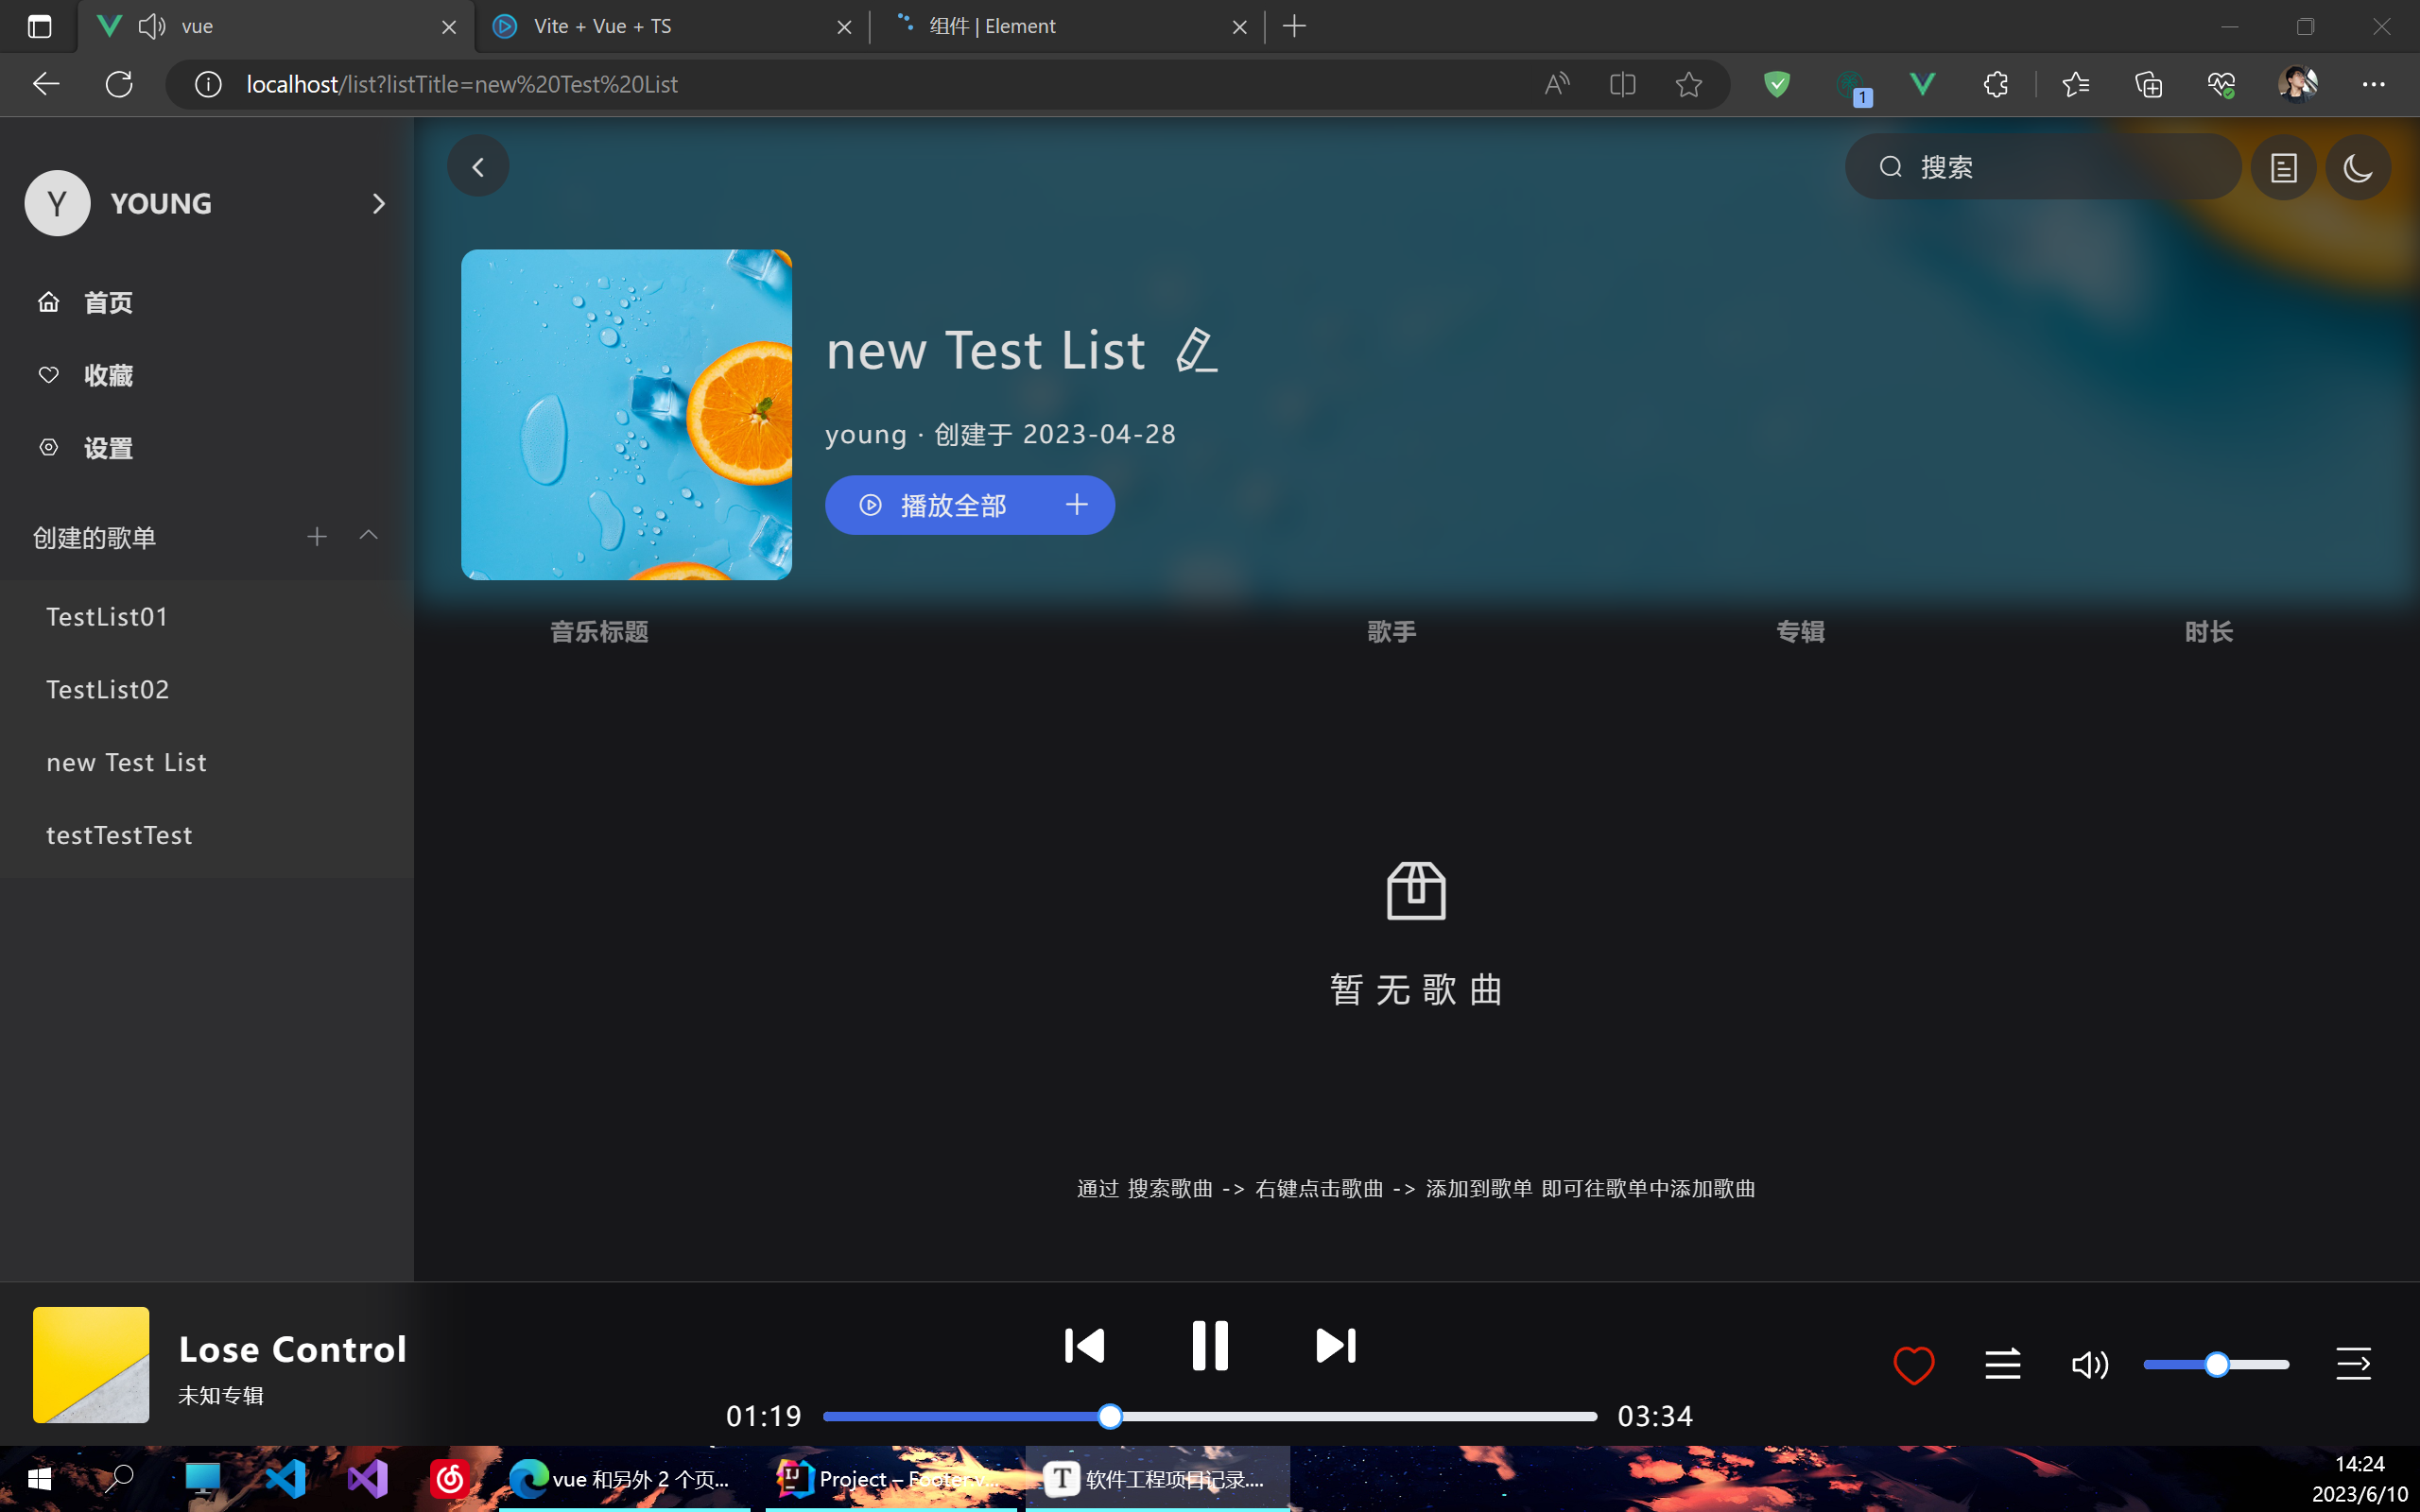 vue
Vite + Vue + TS
组件 | Element
localhost/list?listTitle=new%20Test%20List
1
Y
YOUNG
搜索
首页
收藏
设置
new Test List
young · 创建于 2023-04-28
播放全部
创建的歌单
TestList01
TestList02
new Test List
testTestTest
音乐标题
歌手
专辑
时长
暂无歌曲
通过 搜索歌曲 -> 右键点击歌曲 -> 添加到歌单 即可往歌单中添加歌曲
Lose Control
未知专辑
01:19
03:34
vue 和另外 2 个页...
Project – Footer.v...
软件工程项目记录....
14:24
2023/6/10